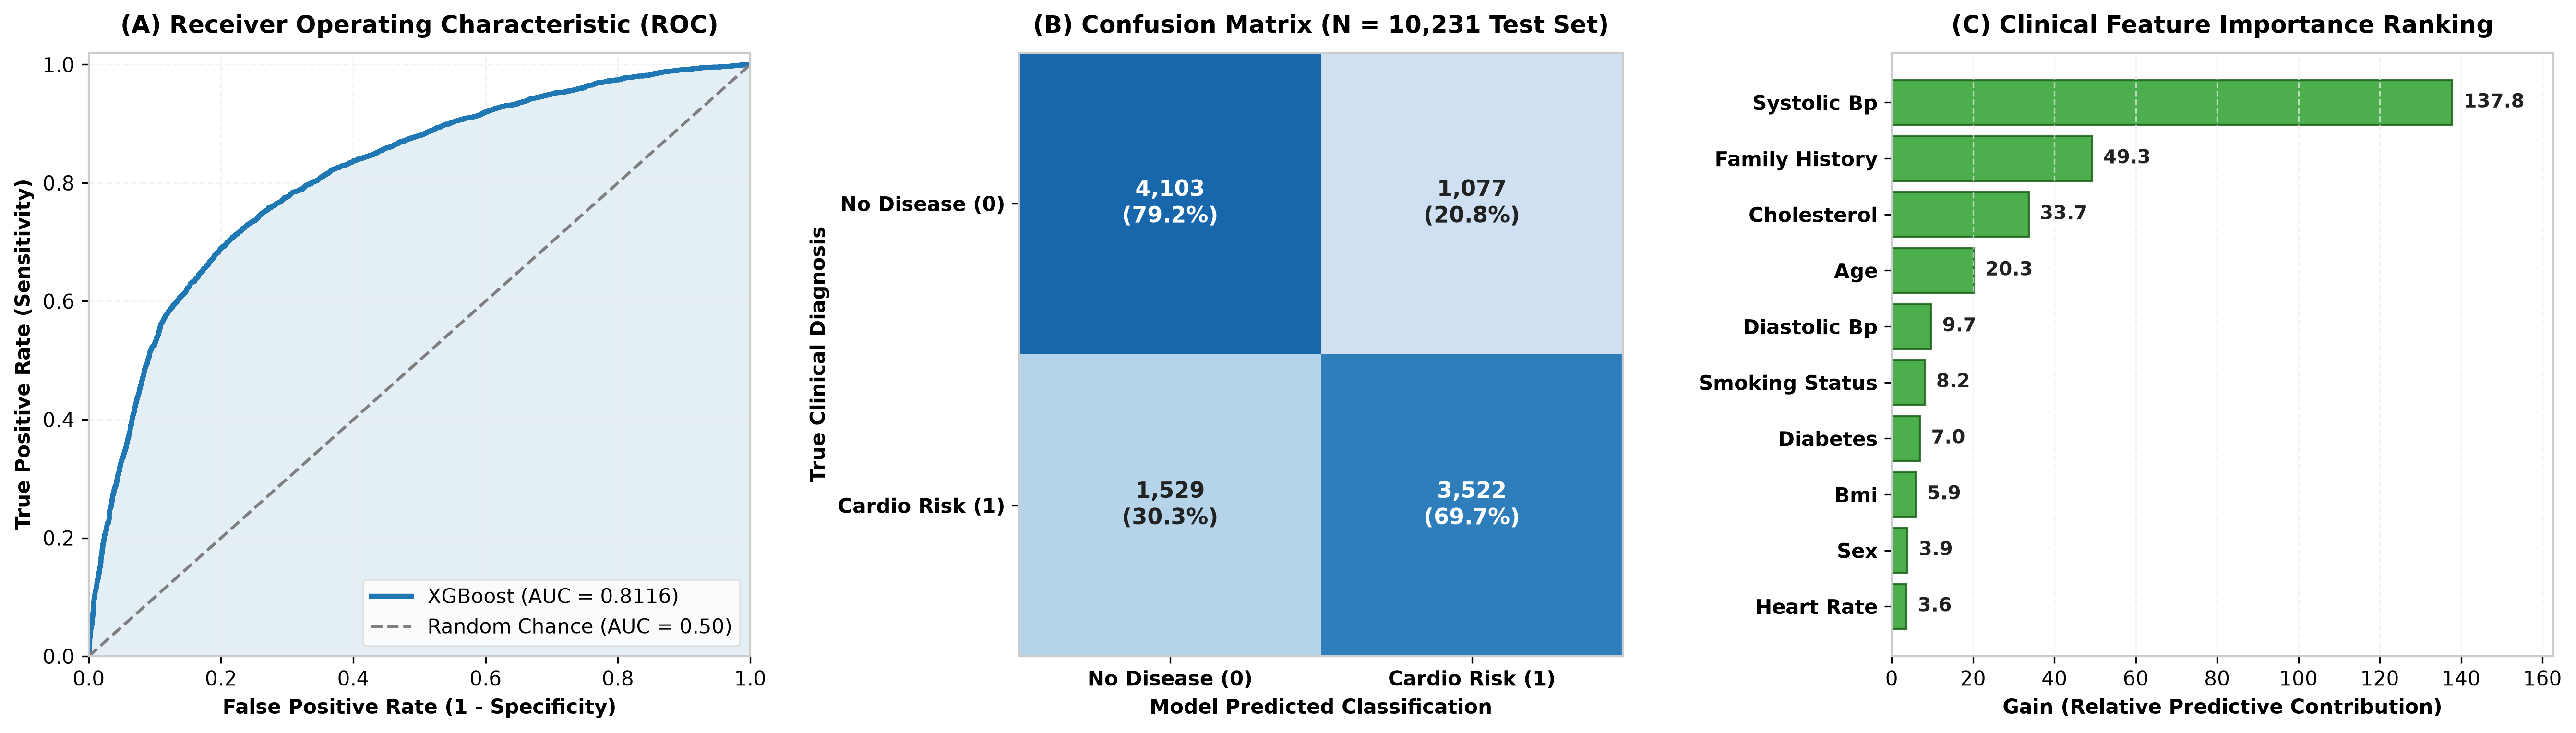 (A) Receiver Operating Characteristic (ROC)
True Positive Rate (Sensitivity)
1.0
0.8
0.6
0.4
0.2
0.0
XGBoost (AUC = 0.8116)
Random Chance (AUC = 0.50)
0.0 0.2 0.4 0.6 0.8 1.0
False Positive Rate (1 - Specificity)
(B) Confusion Matrix (N = 10,231 Test Set)
True Clinical Diagnosis
No Disease (0)
4,103
(79.2%)
1,077
(20.8%)
Cardio Risk (1)
1,529
(30.3%)
3,522
(69.7%)
No Disease (0) Cardio Risk (1)
Model Predicted Classification
(C) Clinical Feature Importance Ranking
Systolic Bp 137.8
Family History 49.3
Cholesterol 33.7
Age 20.3
Diastolic Bp 9.7
Smoking Status 8.2
Diabetes 7.0
Bmi 5.9
Sex 3.9
Heart Rate 3.6
0 20 40 60 80 100 120 140 160
Gain (Relative Predictive Contribution)